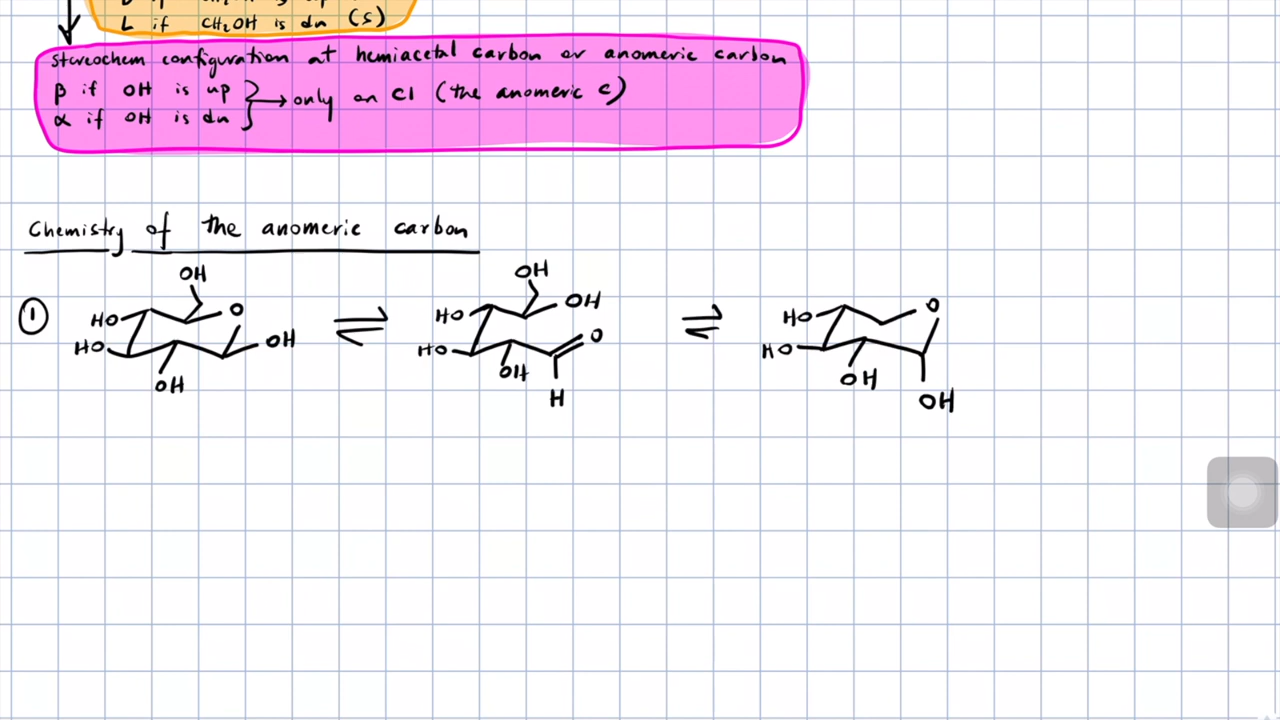 L if CH₂OH is dn (S)
stereochem configuration at hemiacetal carbon or anomeric carbon
β if OH is up
→ only on C1 (the anomeric C)
α if OH is dn
Chemistry of the anomeric carbon
①
OH
HO O
HO OH
OH
⇌
OH
HO OH
HO O
OH
H
⇌
HO O
HO
OH
OH